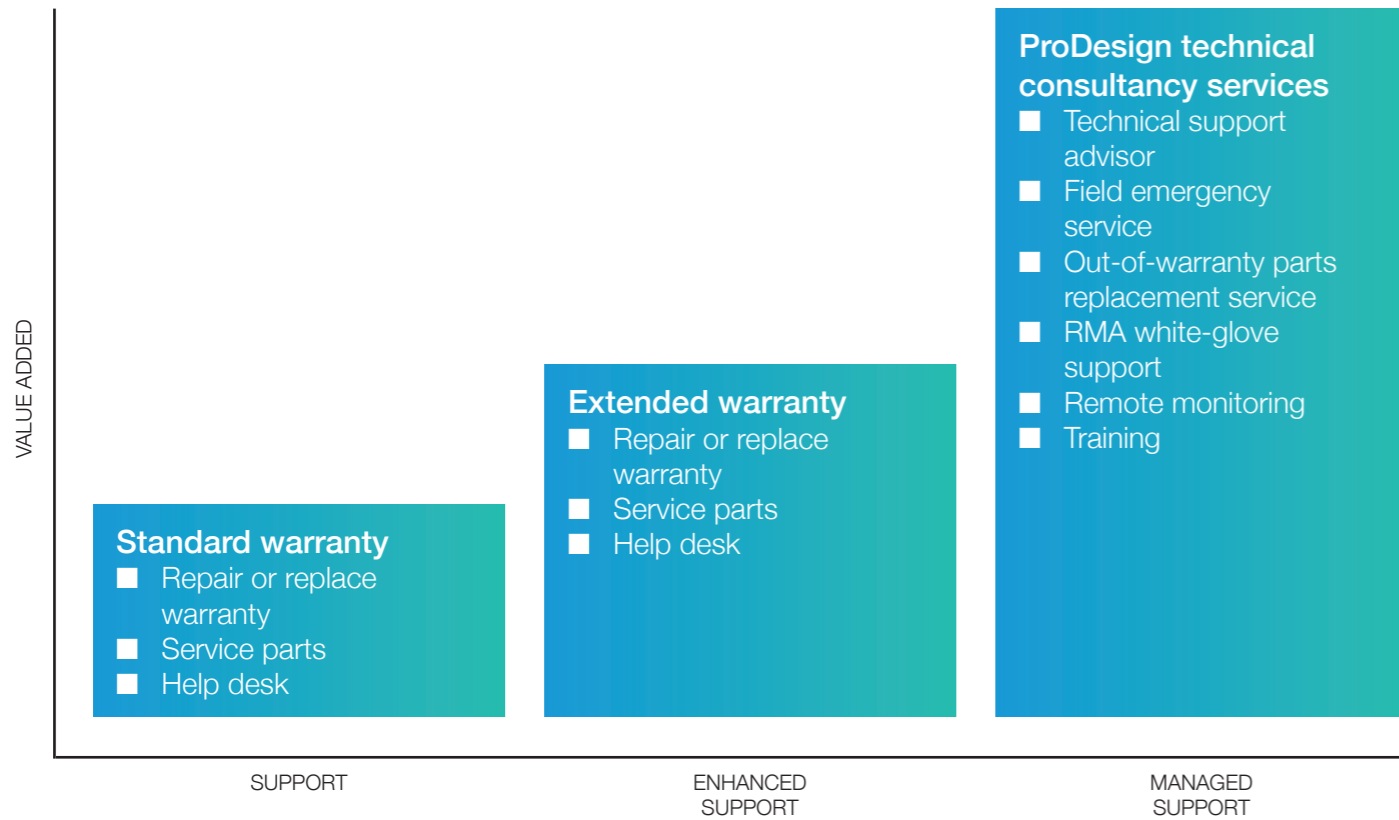 VALUE ADDED
Standard warranty
Repair or replace
warranty
Service parts
Help desk
Extended warranty
Repair or replace
warranty
Service parts
Help desk
ProDesign technical
consultancy services
Technical support
advisor
Field emergency
service
Out-of-warranty parts
replacement service
RMA white-glove
support
Remote monitoring
Training
SUPPORT
ENHANCED
SUPPORT
MANAGED
SUPPORT